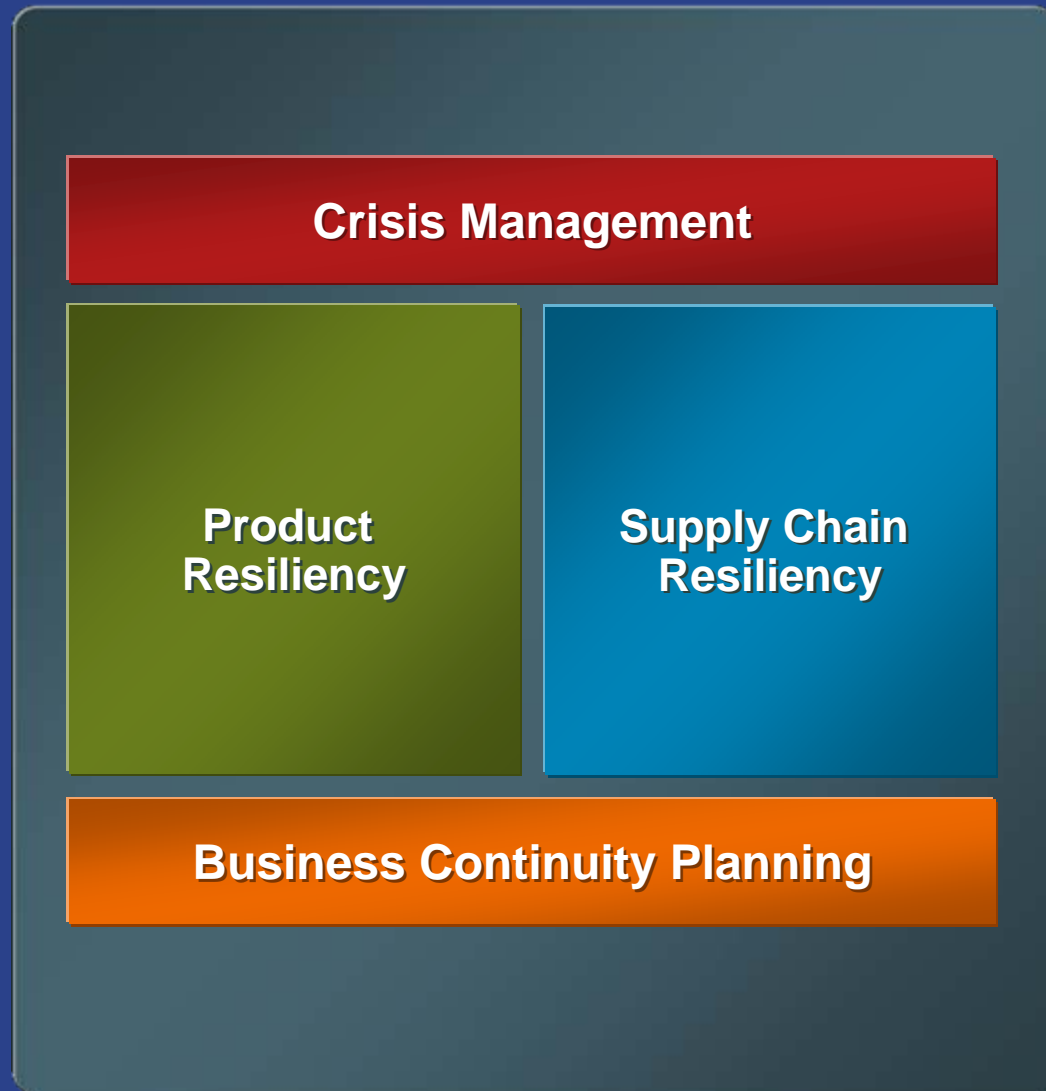 Crisis Management
Product
Resiliency
Supply Chain
Resiliency
Business Continuity Planning